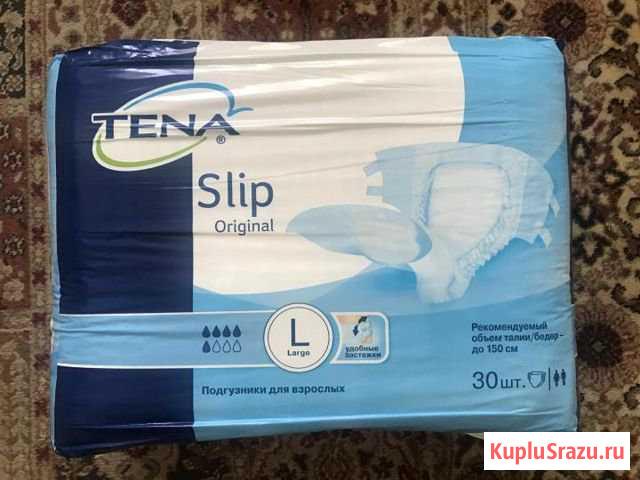 TENA®
Slip
Original
L
Large
удобные
застежки
Рекомендуемый
объем талии/бедер-
до 150 см
Подгузники для взрослых
30 шт.
KupluSrazu.ru